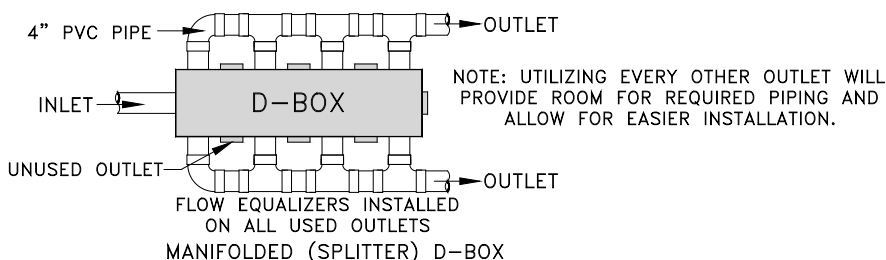 4” PVC PIPE
OUTLET
INLET
D-BOX
NOTE: UTILIZING EVERY OTHER OUTLET WILL
PROVIDE ROOM FOR REQUIRED PIPING AND
ALLOW FOR EASIER INSTALLATION.
UNUSED OUTLET
OUTLET
FLOW EQUALIZERS INSTALLED
ON ALL USED OUTLETS
MANIFOLDED (SPLITTER) D-BOX